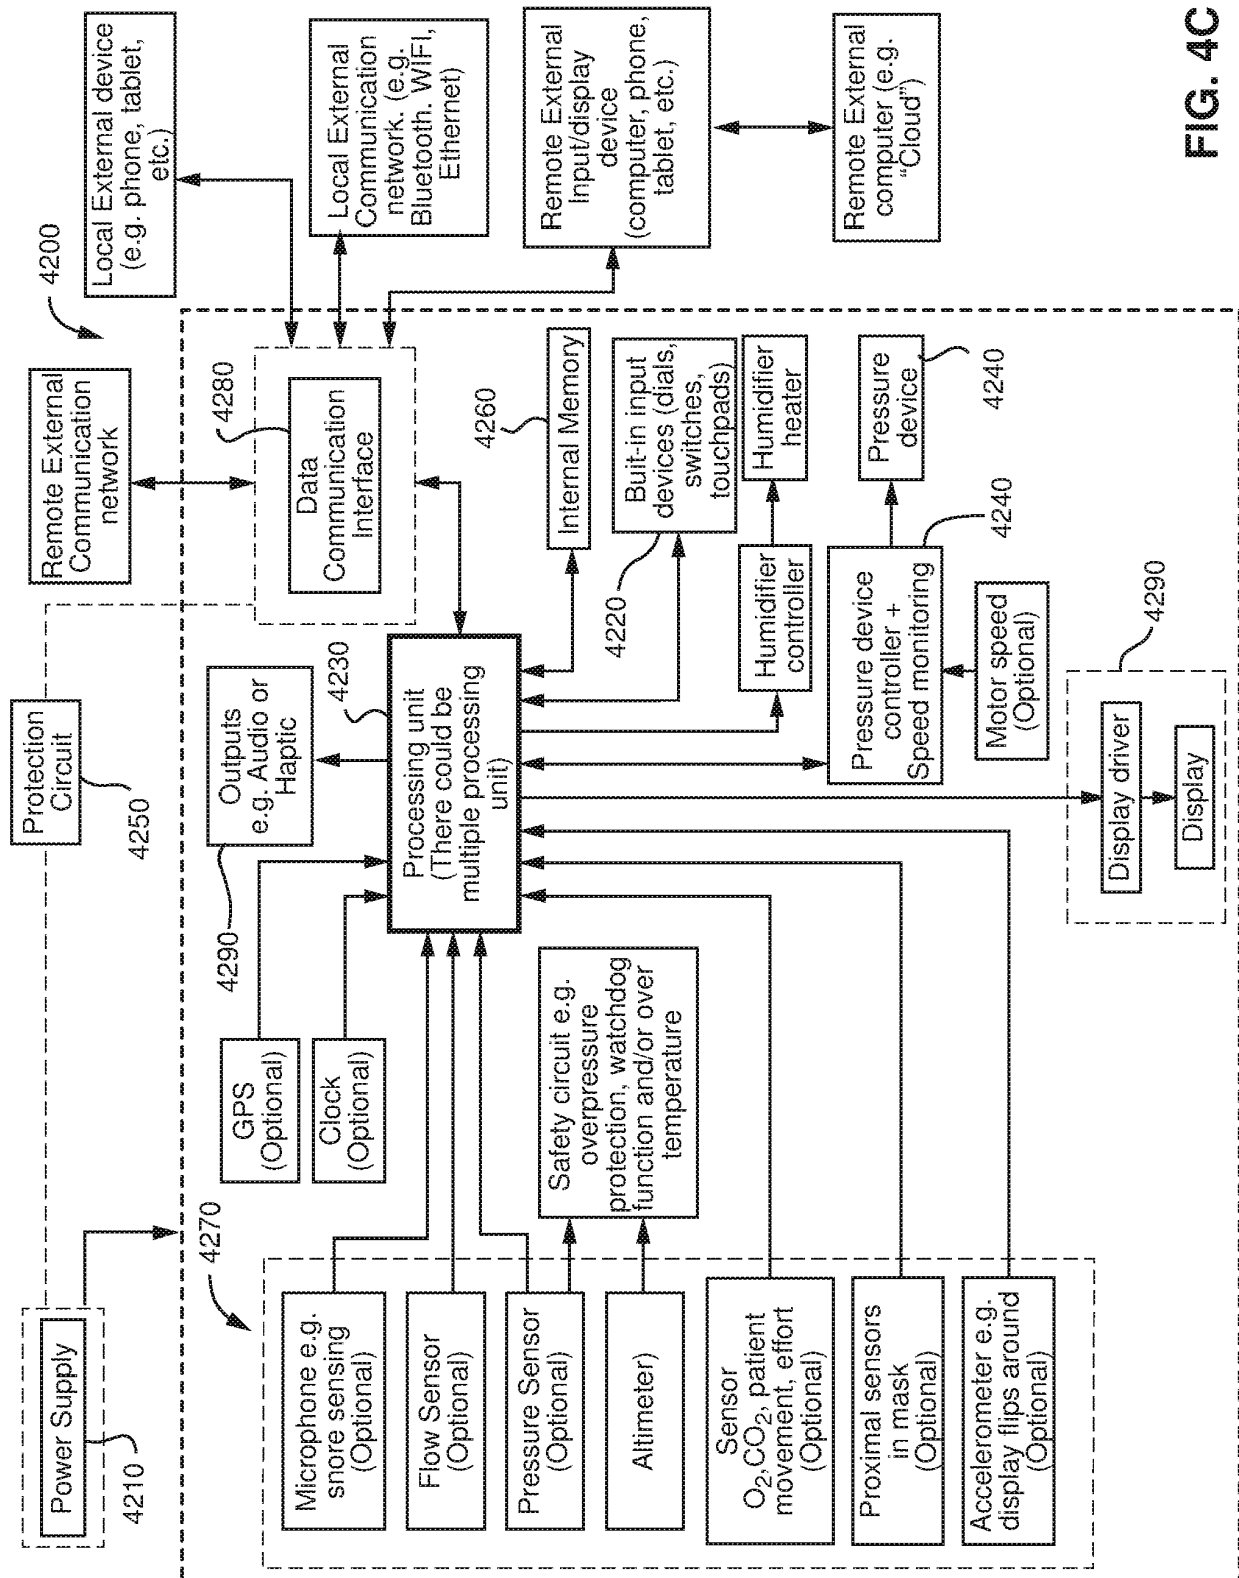 Power Supply
4210
Protection
Circuit
4250
Remote External
Communication
network
4200
Local External device
(e.g. phone, tablet,
etc.)
Local External
Communication
network. (e.g.
Bluetooth. WIFI,
Ethernet)
Remote External
Input/display
device
(computer, phone,
tablet, etc.)
Remote External
computer (e.g.
“Cloud”)
4280
Data
Communication
Interface
4270
GPS
(Optional)
Clock
(Optional)
4290
Outputs
e.g. Audio or
Haptic
4230
Processing unit
(There could be
multiple processing
unit)
4260
Internal Memory
4220
Buit-in input
devices (dials,
switches,
touchpads)
Humidifier
controller
Humidifier
heater
Pressure device
controller +
Speed monitoring
4240
Pressure
device
4240
Motor speed
(Optional)
4290
Display driver
Display
Microphone e.g.
snore sensing
(Optional)
Flow Sensor
(Optional)
Pressure Sensor
(Optional)
Altimeter)
Sensor
O2,CO2, patient
movement, effort
(Optional)
Proximal sensors
in mask
(Optional)
Accelerometer e.g.
display flips around
(Optional)
Safety circuit e.g.
overpressure
protection, watchdog
function and/or over
temperature
FIG. 4C